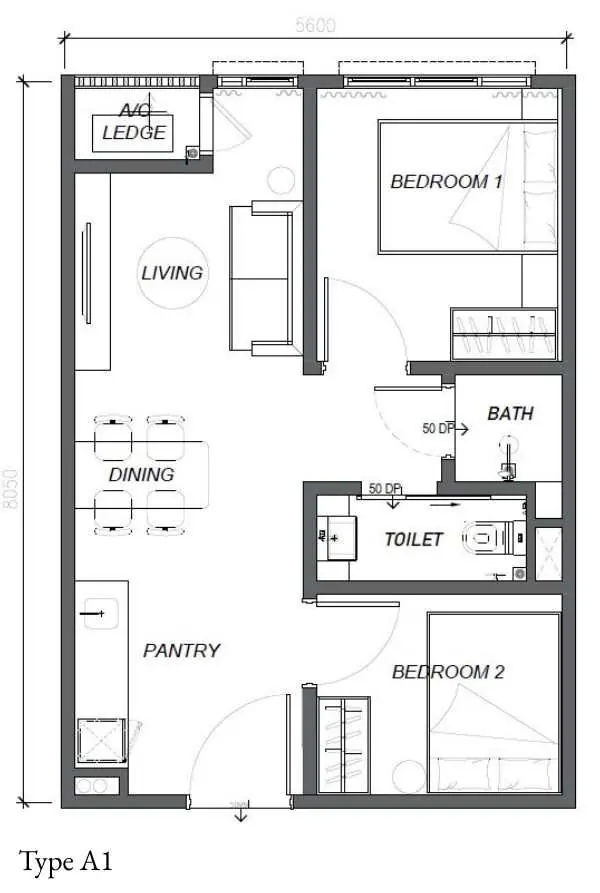 5600
A/C
LEDGE
BEDROOM 1
LIVING
8050
BATH
50 DP
DINING
50 DP
TOILET
PANTRY
BEDROOM 2
Type A1